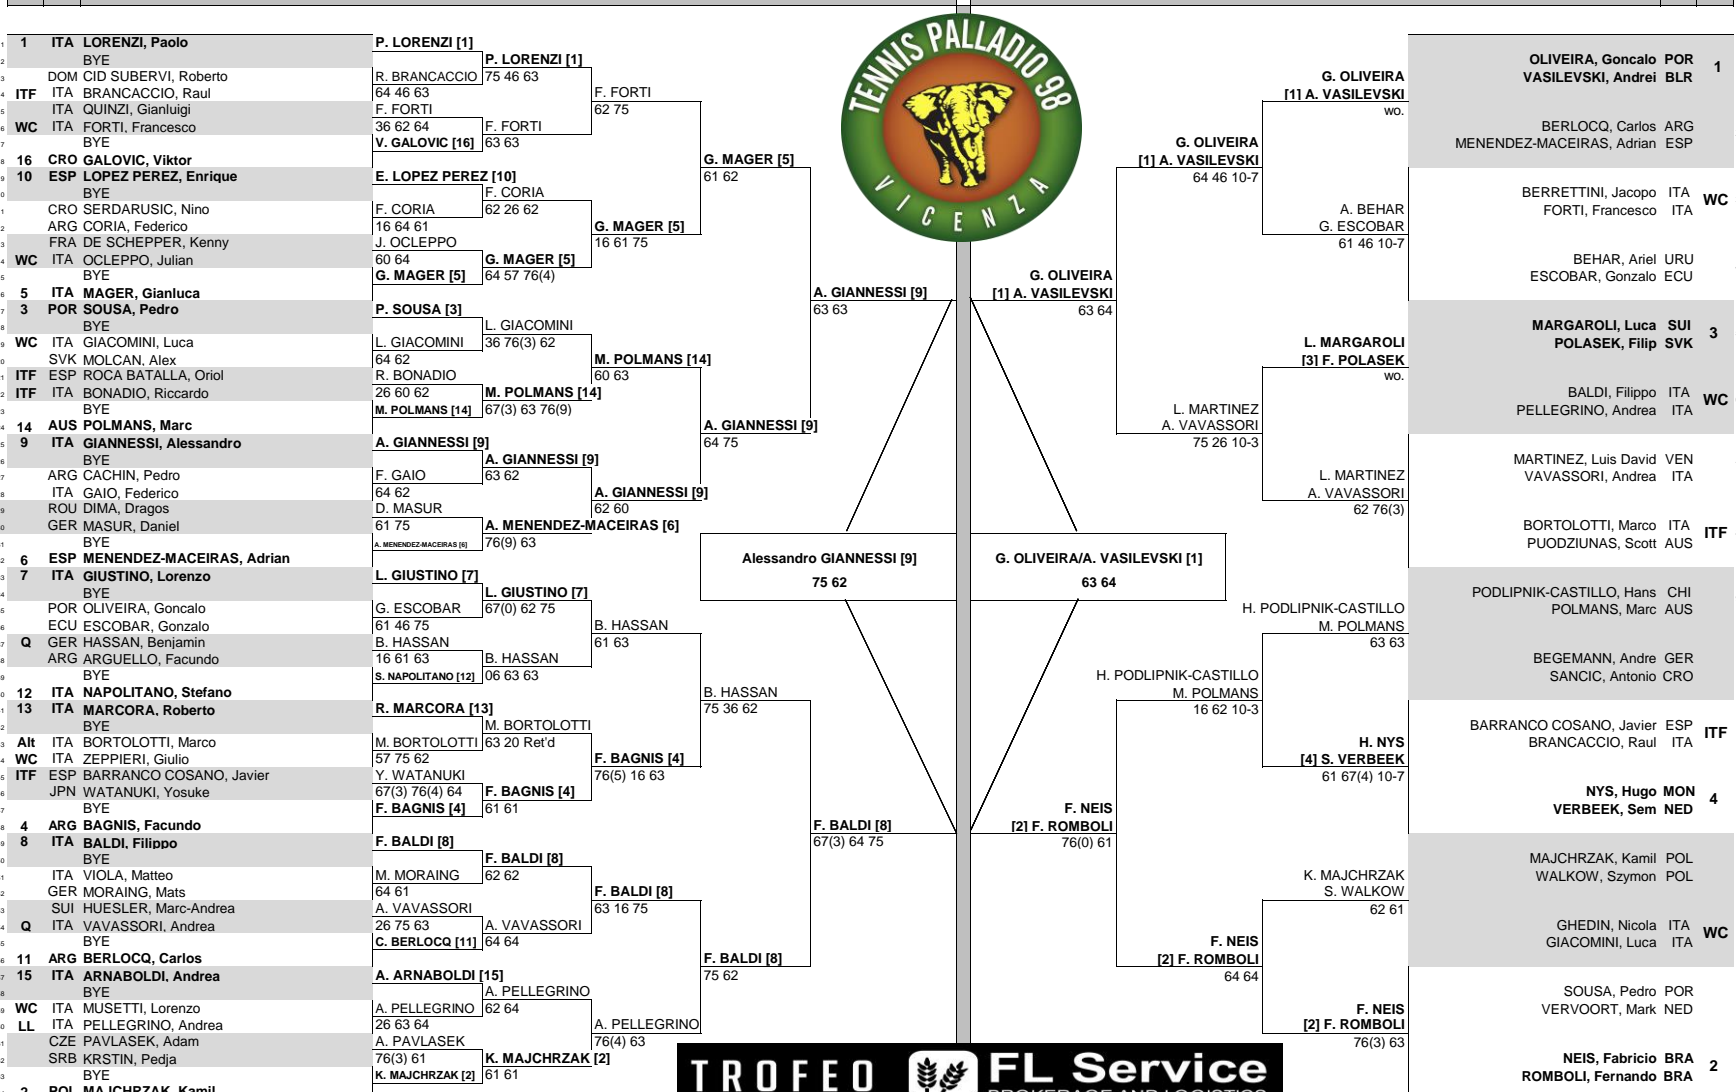 TENNIS PALLADIO 98
VICENZA
1 ITA LORENZI, Paolo
BYE
DOM CID SUBERVI, Roberto
ITF ITA BRANCACCIO, Raul
ITA QUINZI, Gianluigi
WC ITA FORTI, Francesco
BYE
16 CRO GALOVIC, Viktor
10 ESP LOPEZ PEREZ, Enrique
BYE
CRO SERDARUSIC, Nino
ARG CORIA, Federico
FRA DE SCHEPPER, Kenny
WC ITA OCLEPPO, Julian
BYE
5 ITA MAGER, Gianluca
3 POR SOUSA, Pedro
BYE
WC ITA GIACOMINI, Luca
SVK MOLCAN, Alex
ITF ESP ROCA BATALLA, Oriol
ITF ITA BONADIO, Riccardo
BYE
14 AUS POLMANS, Marc
9 ITA GIANNESSI, Alessandro
BYE
ARG CACHIN, Pedro
ITA GAIO, Federico
ROU DIMA, Dragos
GER MASUR, Daniel
BYE
6 ESP MENENDEZ-MACEIRAS, Adrian
7 ITA GIUSTINO, Lorenzo
BYE
POR OLIVEIRA, Goncalo
ECU ESCOBAR, Gonzalo
Q GER HASSAN, Benjamin
ARG ARGUELLO, Facundo
BYE
12 ITA NAPOLITANO, Stefano
13 ITA MARCORA, Roberto
BYE
Alt ITA BORTOLOTTI, Marco
WC ITA ZEPPIERI, Giulio
ITF ESP BARRANCO COSANO, Javier
JPN WATANUKI, Yosuke
BYE
4 ARG BAGNIS, Facundo
8 ITA BALDI, Filippo
BYE
ITA VIOLA, Matteo
GER MORAING, Mats
SUI HUESLER, Marc-Andrea
Q ITA VAVASSORI, Andrea
BYE
11 ARG BERLOCQ, Carlos
15 ITA ARNABOLDI, Andrea
BYE
WC ITA MUSETTI, Lorenzo
LL ITA PELLEGRINO, Andrea
CZE PAVLASEK, Adam
SRB KRSTIN, Pedja
BYE
2 POL MAJCHRZAK, Kamil
P. LORENZI [1]
R. BRANCACCIO
64 46 63
F. FORTI
36 62 64
V. GALOVIC [16]
E. LOPEZ PEREZ [10]
F. CORIA
16 64 61
J. OCLEPPO
60 64
G. MAGER [5]
P. SOUSA [3]
L. GIACOMINI
64 62
R. BONADIO
26 60 62
M. POLMANS [14]
A. GIANNESSI [9]
F. GAIO
64 62
D. MASUR
61 75
A. MENENDEZ-MACEIRAS [6]
L. GIUSTINO [7]
G. ESCOBAR
61 46 75
B. HASSAN
16 61 63
S. NAPOLITANO [12]
R. MARCORA [13]
M. BORTOLOTTI
57 75 62
Y. WATANUKI
67(3) 76(4) 64
F. BAGNIS [4]
F. BALDI [8]
M. MORAING
64 61
A. VAVASSORI
26 75 63
C. BERLOCQ [11]
A. ARNABOLDI [15]
A. PELLEGRINO
26 63 64
A. PAVLASEK
76(3) 61
K. MAJCHRZAK [2]
P. LORENZI [1]
75 46 63
F. FORTI
63 63
F. CORIA
62 26 62
G. MAGER [5]
64 57 76(4)
L. GIACOMINI
36 76(3) 62
M. POLMANS [14]
67(3) 63 76(9)
A. GIANNESSI [9]
63 62
A. MENENDEZ-MACEIRAS [6]
76(9) 63
L. GIUSTINO [7]
67(0) 62 75
B. HASSAN
06 63 63
M. BORTOLOTTI
63 20 Ret'd
F. BAGNIS [4]
61 61
F. BALDI [8]
62 62
A. VAVASSORI
64 64
A. PELLEGRINO
62 64
K. MAJCHRZAK [2]
61 61
F. FORTI
62 75
G. MAGER [5]
16 61 75
M. POLMANS [14]
60 63
A. GIANNESSI [9]
62 60
B. HASSAN
61 63
F. BAGNIS [4]
76(5) 16 63
F. BALDI [8]
63 16 75
A. PELLEGRINO
76(4) 63
G. MAGER [5]
61 62
A. GIANNESSI [9]
64 75
B. HASSAN
75 36 62
F. BALDI [8]
75 62
A. GIANNESSI [9]
63 63
F. BALDI [8]
67(3) 64 75
Alessandro GIANNESSI [9]
75 62
G. OLIVEIRA/A. VASILEVSKI [1]
63 64
G. OLIVEIRA
[1] A. VASILEVSKI
63 64
F. NEIS
[2] F. ROMBOLI
76(0) 61
G. OLIVEIRA
[1] A. VASILEVSKI
64 46 10-7
L. MARTINEZ
A. VAVASSORI
75 26 10-3
H. PODLIPNIK-CASTILLO
M. POLMANS
16 62 10-3
F. NEIS
[2] F. ROMBOLI
64 64
G. OLIVEIRA
[1] A. VASILEVSKI
wo.
A. BEHAR
G. ESCOBAR
61 46 10-7
L. MARGAROLI
[3] F. POLASEK
wo.
L. MARTINEZ
A. VAVASSORI
62 76(3)
H. PODLIPNIK-CASTILLO
M. POLMANS
63 63
H. NYS
[4] S. VERBEEK
61 67(4) 10-7
K. MAJCHRZAK
S. WALKOW
62 61
F. NEIS
[2] F. ROMBOLI
76(3) 63
OLIVEIRA, Goncalo POR
VASILEVSKI, Andrei BLR
1
BERLOCQ, Carlos ARG
MENENDEZ-MACEIRAS, Adrian ESP
BERRETTINI, Jacopo ITA
FORTI, Francesco ITA
WC
BEHAR, Ariel URU
ESCOBAR, Gonzalo ECU
MARGAROLI, Luca SUI
POLASEK, Filip SVK
3
BALDI, Filippo ITA
PELLEGRINO, Andrea ITA
WC
MARTINEZ, Luis David VEN
VAVASSORI, Andrea ITA
BORTOLOTTI, Marco ITA
PUODZIUNAS, Scott AUS
ITF
PODLIPNIK-CASTILLO, Hans CHI
POLMANS, Marc AUS
BEGEMANN, Andre GER
SANCIC, Antonio CRO
BARRANCO COSANO, Javier ESP
BRANCACCIO, Raul ITA
ITF
NYS, Hugo MON
VERBEEK, Sem NED
4
MAJCHRZAK, Kamil POL
WALKOW, Szymon POL
GHEDIN, Nicola ITA
GIACOMINI, Luca ITA
WC
SOUSA, Pedro POR
VERVOORT, Mark NED
NEIS, Fabricio BRA
ROMBOLI, Fernando BRA
2
TROFEO
FL Service
BROKERAGE AND LOGISTICS